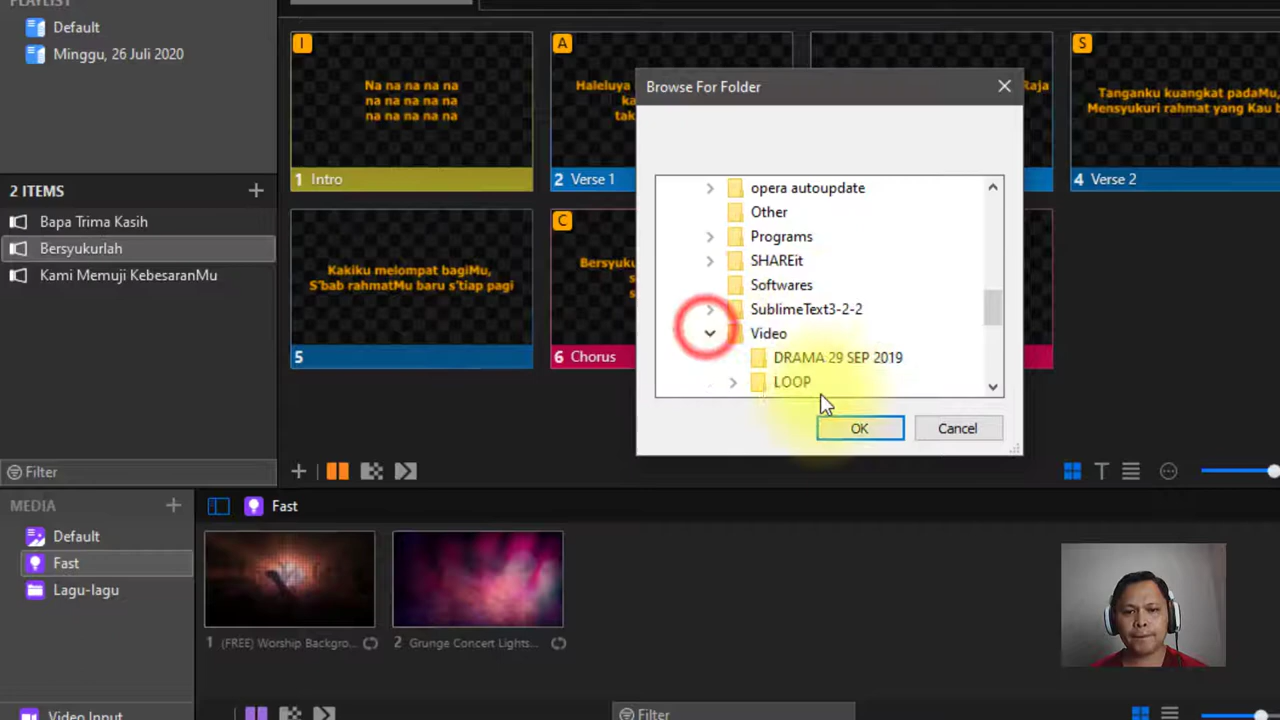 PLAYLIST
Default
Minggu, 26 Juli 2020
2 ITEMS
Bapa Trima Kasih
Bersyukurlah
Kami Memuji KebesaranMu
Filter
I
Na na na na na
na na na na na
na na na na na
1 Intro
A
Haleluya
2 Verse 1
Raja
S
Tanganku kuangkat padaMu,
Mensyukuri rahmat yang Kau
4 Verse 2
Kakiku melompat bagiMu,
S'bab rahmatMu baru s'tiap pagi
5
C
6 Chorus
Browse For Folder
opera autoupdate
Other
Programs
SHAREit
Softwares
SublimeText3-2-2
Video
DRAMA 29 SEP 2019
LOOP
OK
Cancel
MEDIA
Default
Fast
Lagu-lagu
Video Input
Fast
1 (FREE) Worship Backgro...
2 Grunge Concert Lights...
Filter